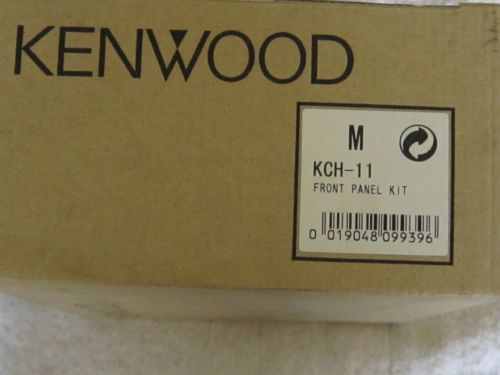 KENWOOD
M
KCH-11
FRONT PANEL KIT
0 019048 099396